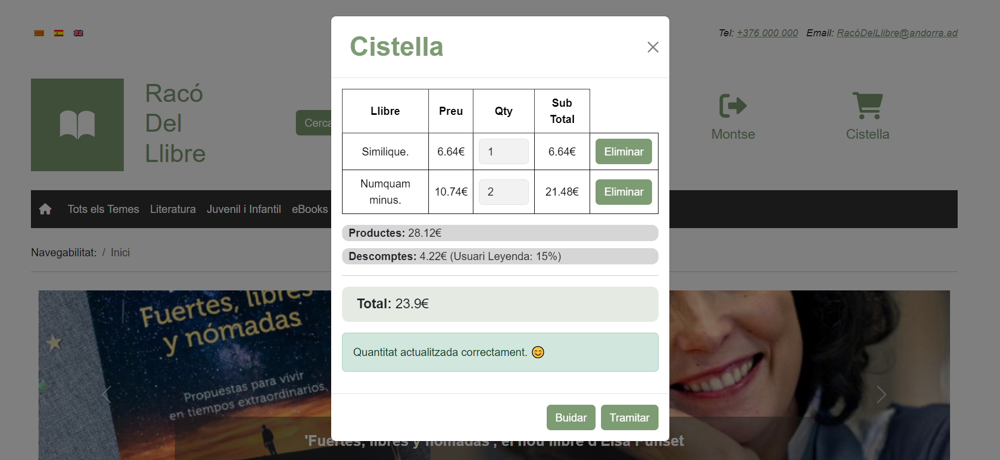 Tel: +376 000 000 Email: RacóDelLlibre@andorra.ad
Racó
Del
Llibre
Cerca
Montse
Cistella
Tots els Temes Literatura Juvenil i Infantil eBooks
Navegabilitat: / Inici
Fuertes, libres
y nómadas
Propuestas para vivir
en tiempos extraordinarios
'Fuertes, libres y nómadas', el nou llibre d'Elsa Punset
Cistella
Llibre Preu Qty Sub
Total
Similique. 6.64€ 1 6.64€ Eliminar
Numquam
minus. 10.74€ 2 21.48€ Eliminar
Productes: 28.12€
Descomptes: 4.22€ (Usuari Leyenda: 15%)
Total: 23.9€
Quantitat actualitzada correctament. 😊
Buidar Tramitar